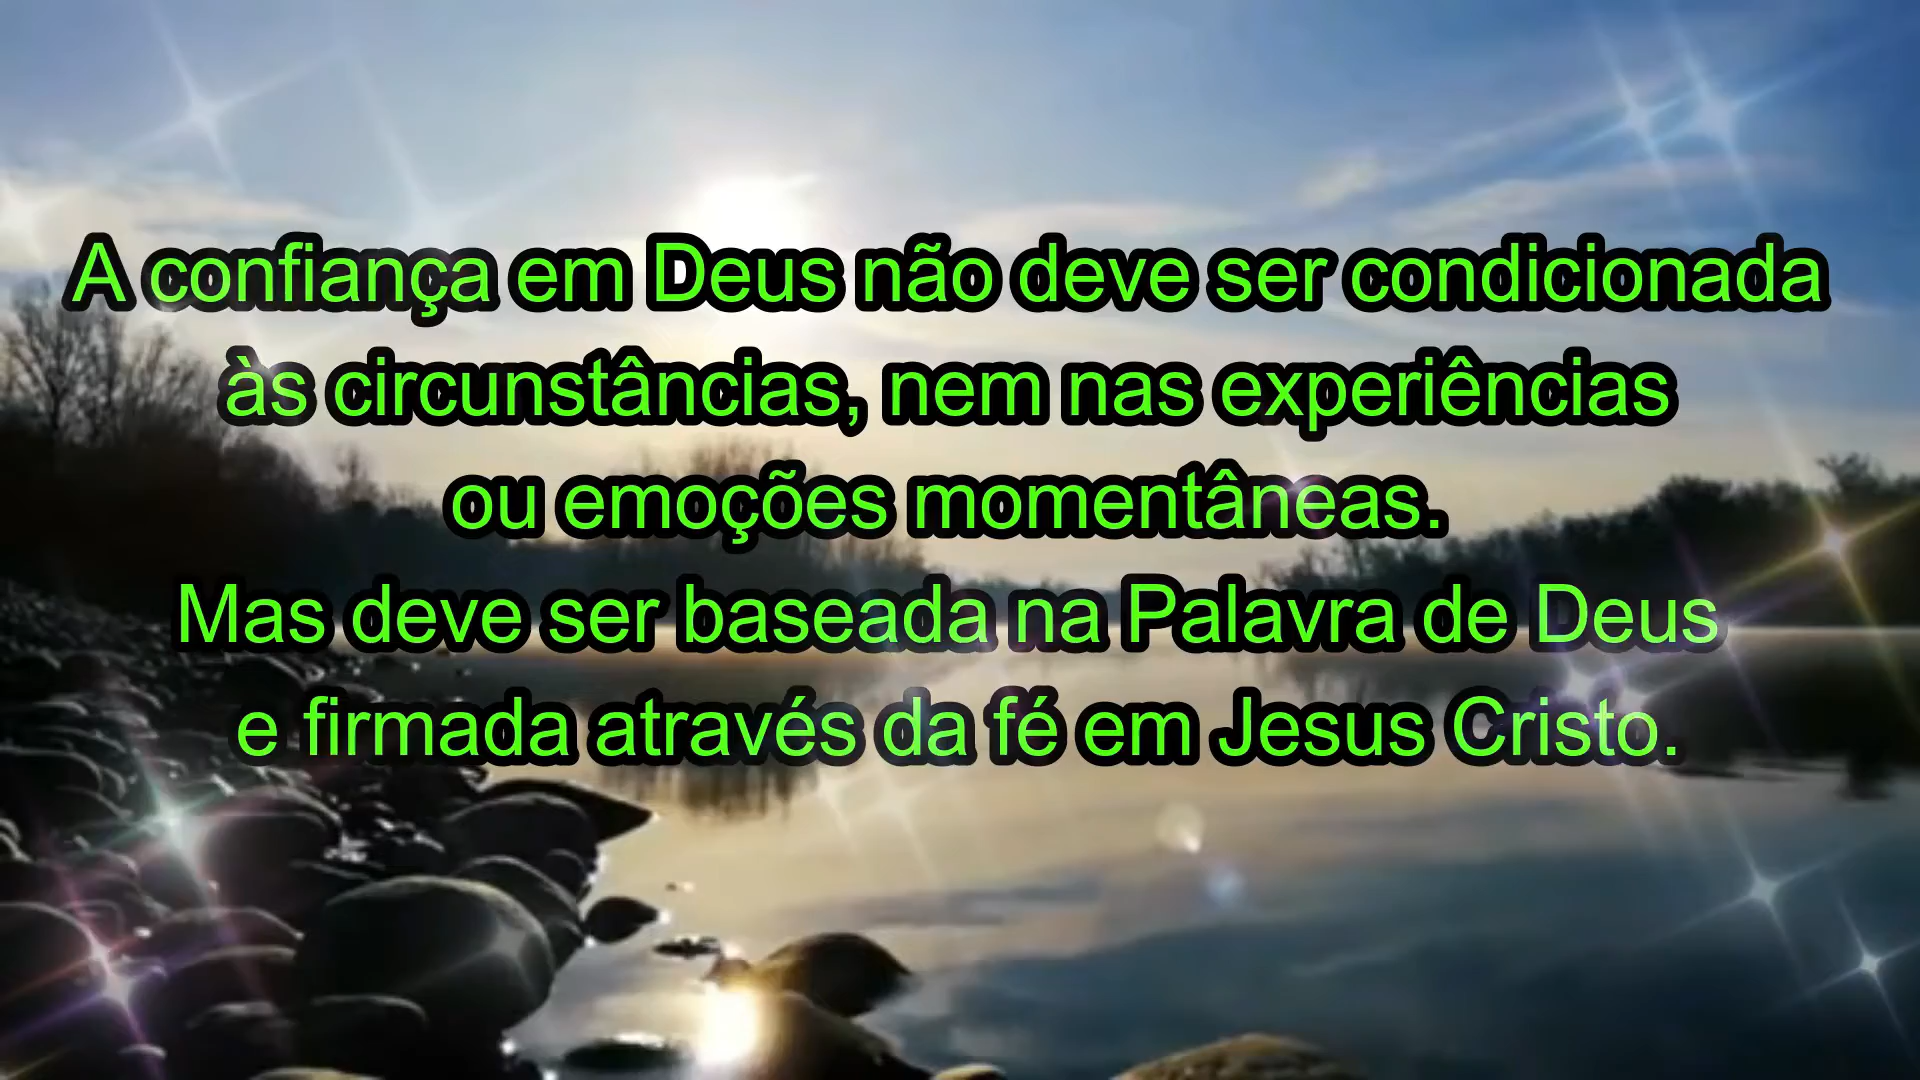 A confiança em Deus não deve ser condicionada
às circunstâncias, nem nas experiências
ou emoções momentâneas.
Mas deve ser baseada na Palavra de Deus
e firmada através da fé em Jesus Cristo.